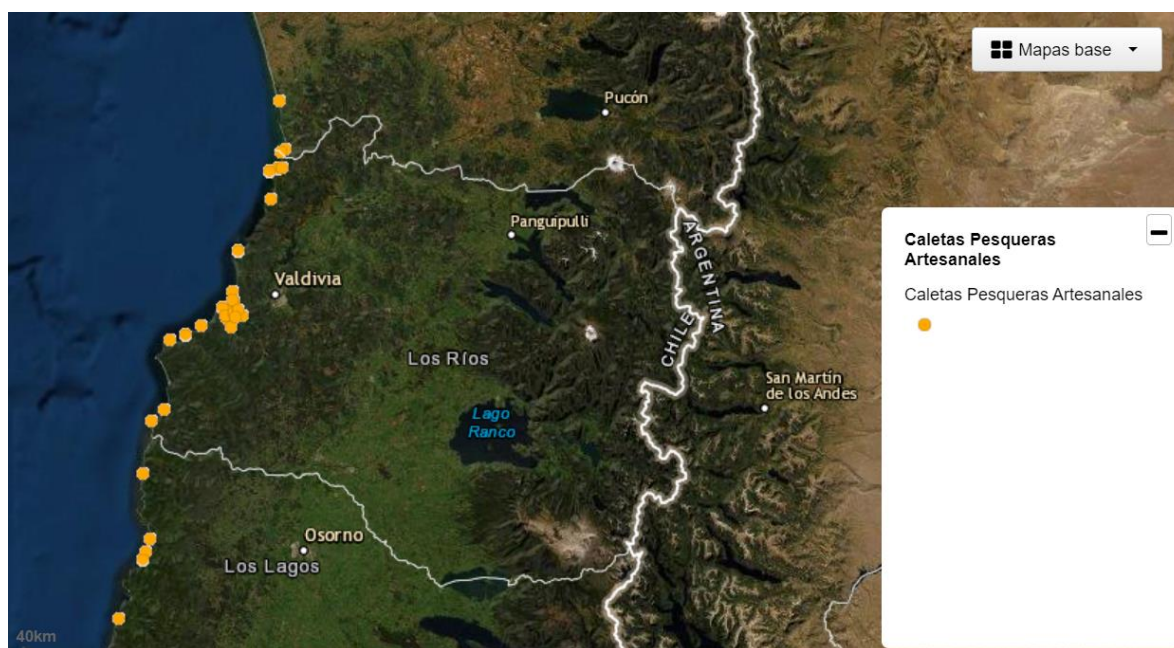 Mapas base
Pucón
Panguipulli
Valdivia
ARGENTINA
CHILE
Los Ríos
San Martín
de los Andes
Lago
Ranco
Osorno
Los Lagos
40km
Caletas Pesqueras
Artesanales
Caletas Pesqueras Artesanales